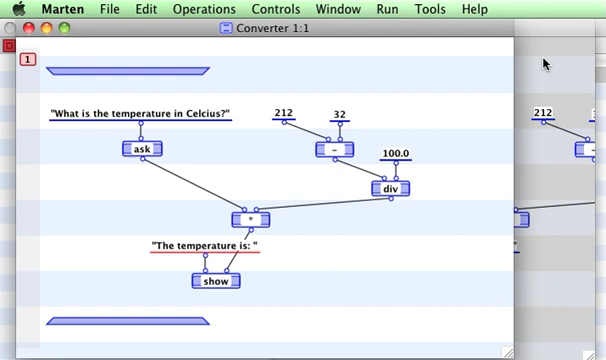 Marten File Edit Operations Controls Window Run Tools Help
Converter 1:1
1
"What is the temperature in Celcius?" 212 32 212
ask -
100.0
div
*
"The temperature is: "
show